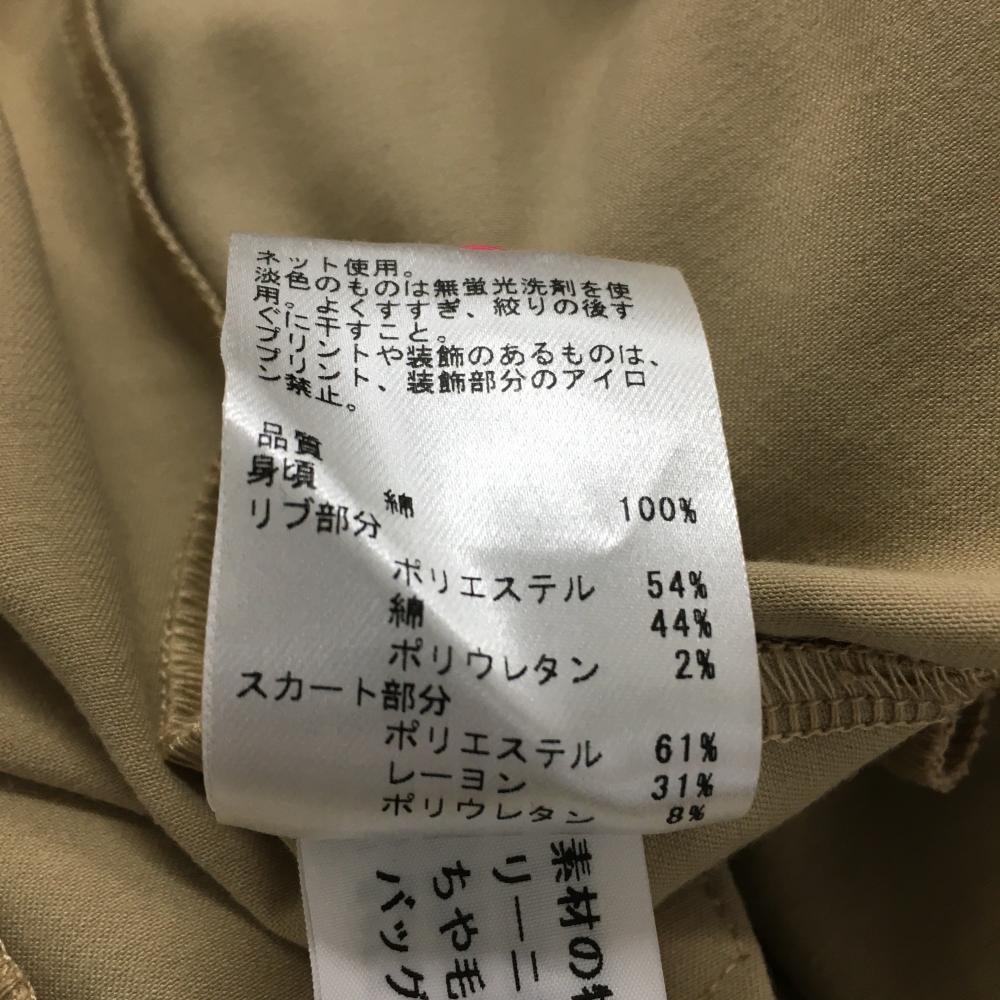 ネット使用。
淡色のものは無蛍光洗剤を使
用。よくすすぎ、絞りの後す
ぐに干すこと。
プリントや装飾のあるものは、
プリント、装飾部分のアイロ
ン禁止。
品質
身頃
綿 100%
リブ部分
ポリエステル 54%
綿 44%
ポリウレタン 2%
スカート部分
ポリエステル 61%
レーヨン 31%
ポリウレタン 8%
素材の
リーニ
ちや毛
バッグ